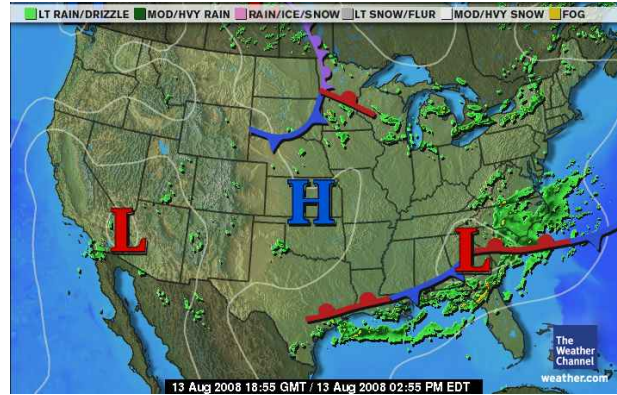 LT RAIN/DRIZZLE MOD/HVY RAIN RAIN/ICE/SNOW LT SNOW/FLUR MOD/HVY SNOW FOG
H
L
L
The
Weather
Channel
weather.com
13 Aug 2008 18:55 GMT / 13 Aug 2008 02:55 PM EDT